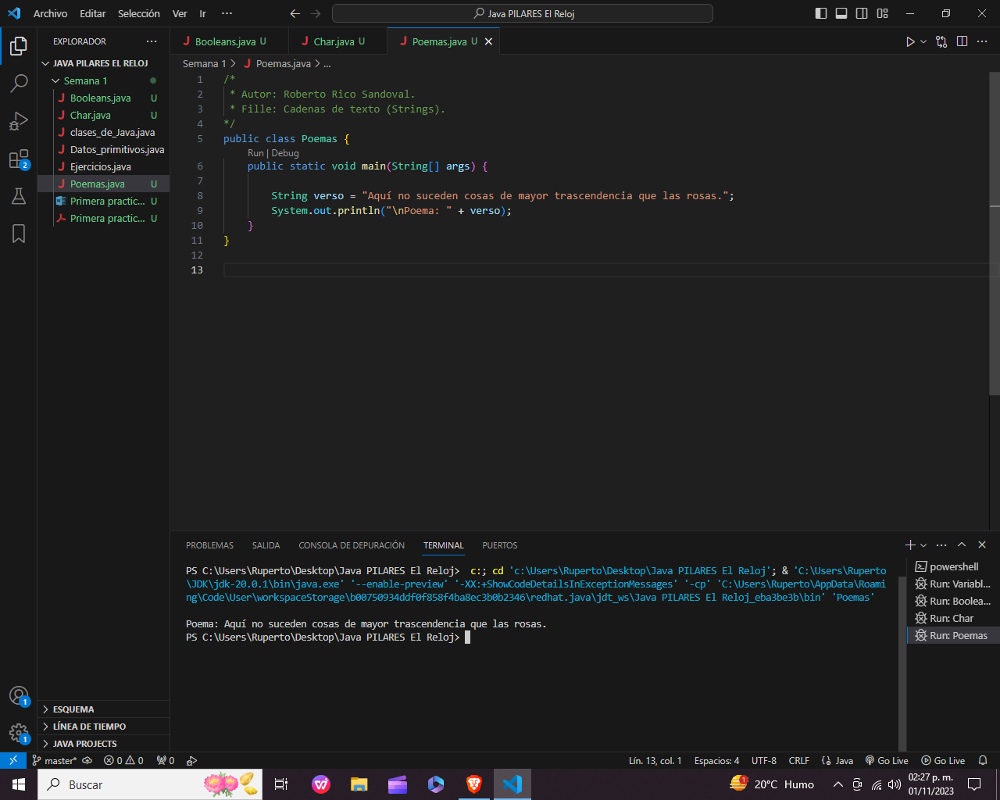 Archivo Editar Selección Ver Ir ··· Java PILARES El Reloj
EXPLORADOR ···
JAVA PILARES EL RELOJ
Semana 1
Booleans.java U
Char.java U
clases_de_Java.java
Datos_primitivos.java
Ejercicios.java
Poemas.java U
Primera practic... U
Primera practic... U
ESQUEMA
LÍNEA DE TIEMPO
JAVA PROJECTS
2
1
1
Booleans.java U Char.java U Poemas.java U
Semana 1 > Poemas.java > ...
1 /*
2 * Autor: Roberto Rico Sandoval.
3 * Fille: Cadenas de texto (Strings).
4 */
5 public class Poemas {
Run | Debug
6 public static void main(String[] args) {
7
8 String verso = "Aquí no suceden cosas de mayor trascendencia que las rosas.";
9 System.out.println("\nPoema: " + verso);
10 }
11 }
12
13
PROBLEMAS SALIDA CONSOLA DE DEPURACIÓN TERMINAL PUERTOS
PS C:\Users\Ruperto\Desktop\Java PILARES El Reloj> c:; cd 'c:\Users\Ruperto\Desktop\Java PILARES El Reloj'; & 'C:\Users\Ruperto
\JDK\jdk-20.0.1\bin\java.exe' '--enable-preview' '-XX:+ShowCodeDetailsInExceptionMessages' '-cp' 'C:\Users\Ruperto\AppData\Roami
ng\Code\User\workspaceStorage\b00750934ddf0f858f4ba8ec3b0b2346\redhat.java\jdt_ws\Java PILARES El Reloj_eba3be3b\bin' 'Poemas'
Poema: Aquí no suceden cosas de mayor trascendencia que las rosas.
PS C:\Users\Ruperto\Desktop\Java PILARES El Reloj>
powershell
Run: Variabl...
Run: Boolea...
Run: Char
Run: Poemas
master* 0 0 0 Lín. 13, col. 1 Espacios: 4 UTF-8 CRLF Java Go Live Go Live
Buscar 1 20°C Humo 02:27 p. m.
01/11/2023